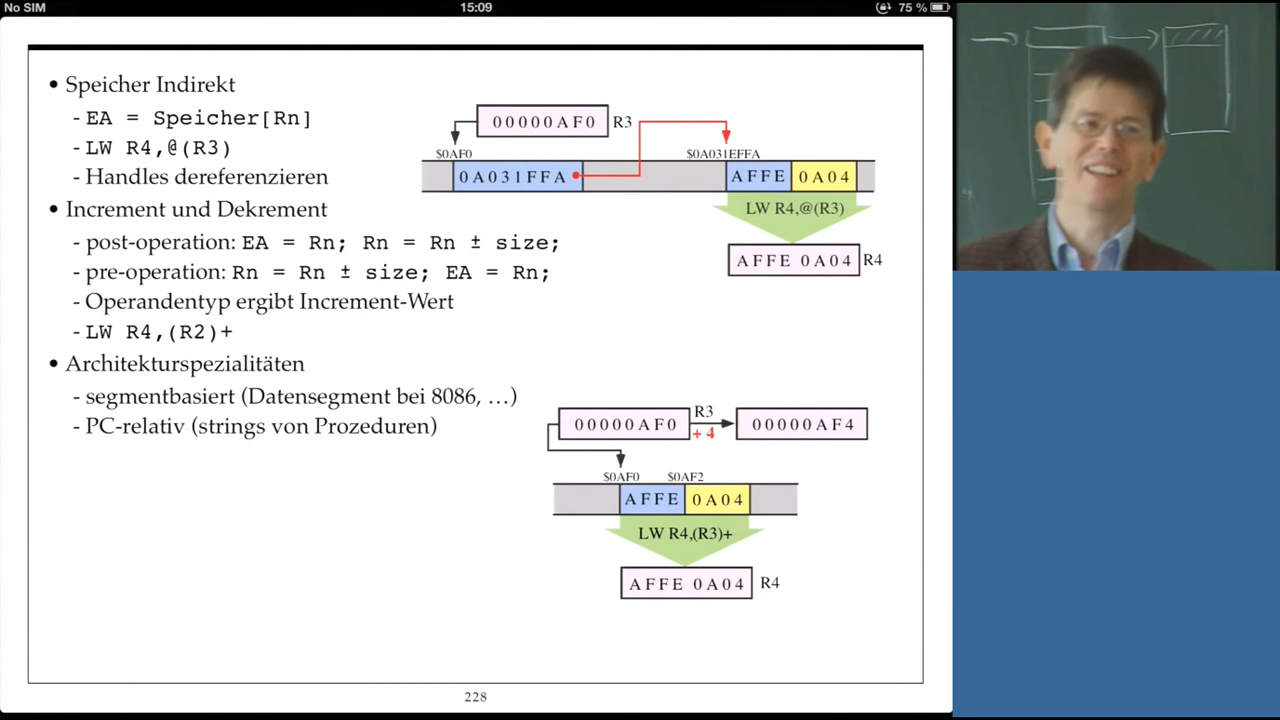 No SIM 15:09 75 %
• Speicher Indirekt
- EA = Speicher[Rn]
- LW R4,@(R3)
- Handles dereferenzieren
• Increment und Dekrement
- post-operation: EA = Rn; Rn = Rn ± size;
- pre-operation: Rn = Rn ± size; EA = Rn;
- Operandentyp ergibt Increment-Wert
- LW R4,(R2)+
• Architekturspezialitäten
- segmentbasiert (Datensegment bei 8086, …)
- PC-relativ (strings von Prozeduren)
00000AF0 R3
$0AF0 $0A031EFFA
0A031FFA AFFE 0A04
LW R4,@(R3)
AFFE 0A04 R4
00000AF0 R3 + 4 00000AF4
$0AF0 $0AF2
AFFE 0A04
LW R4,(R3)+
AFFE 0A04 R4
228